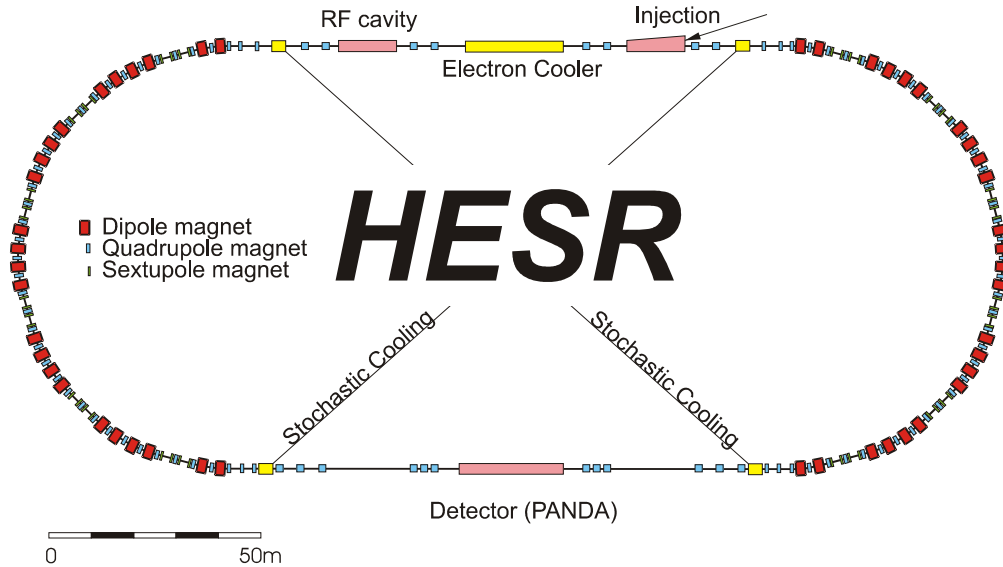 RF cavity
Injection
Electron Cooler
HESR
Dipole magnet
Quadrupole magnet
Sextupole magnet
Stochastic Cooling
Stochastic Cooling
Detector (PANDA)
0
50m